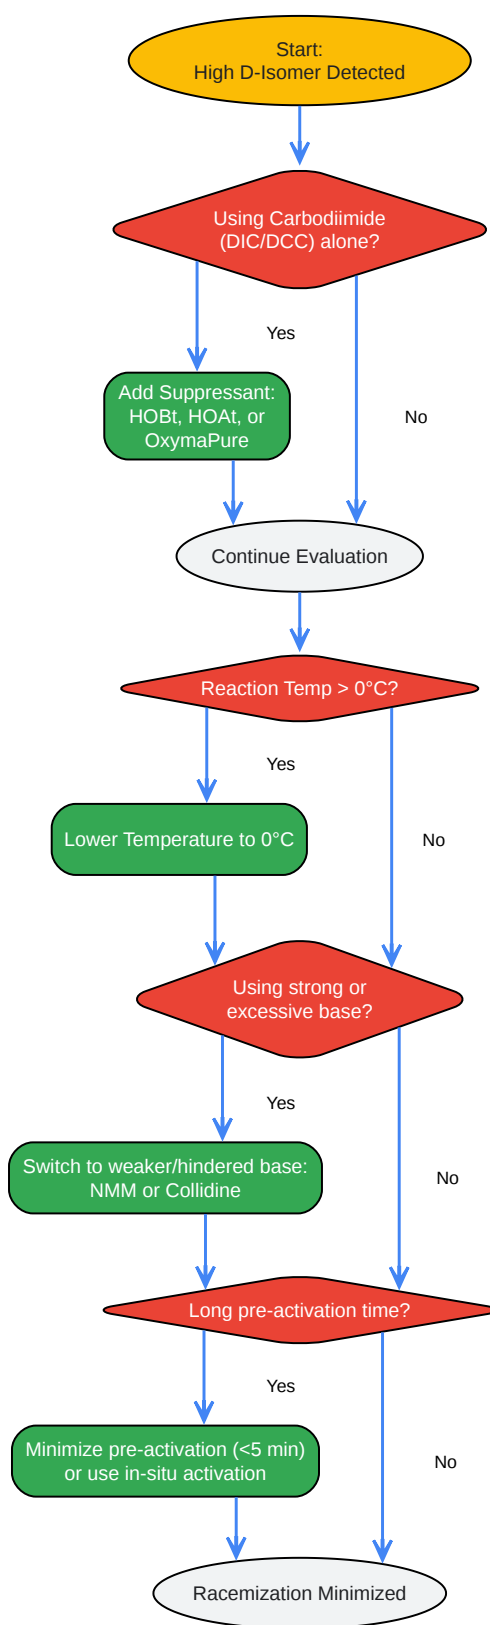 Start:
High D-Isomer Detected
Using Carbodiimide
(DIC/DCC) alone?
Yes
Add Suppressant:
HOBt, HOAt, or
OxymaPure
No
Continue Evaluation
Reaction Temp > 0°C?
Yes
Lower Temperature to 0°C
No
Using strong or
excessive base?
Yes
Switch to weaker/hindered base:
NMM or Collidine
No
Long pre-activation time?
Yes
Minimize pre-activation (<5 min)
or use in-situ activation
No
Racemization Minimized